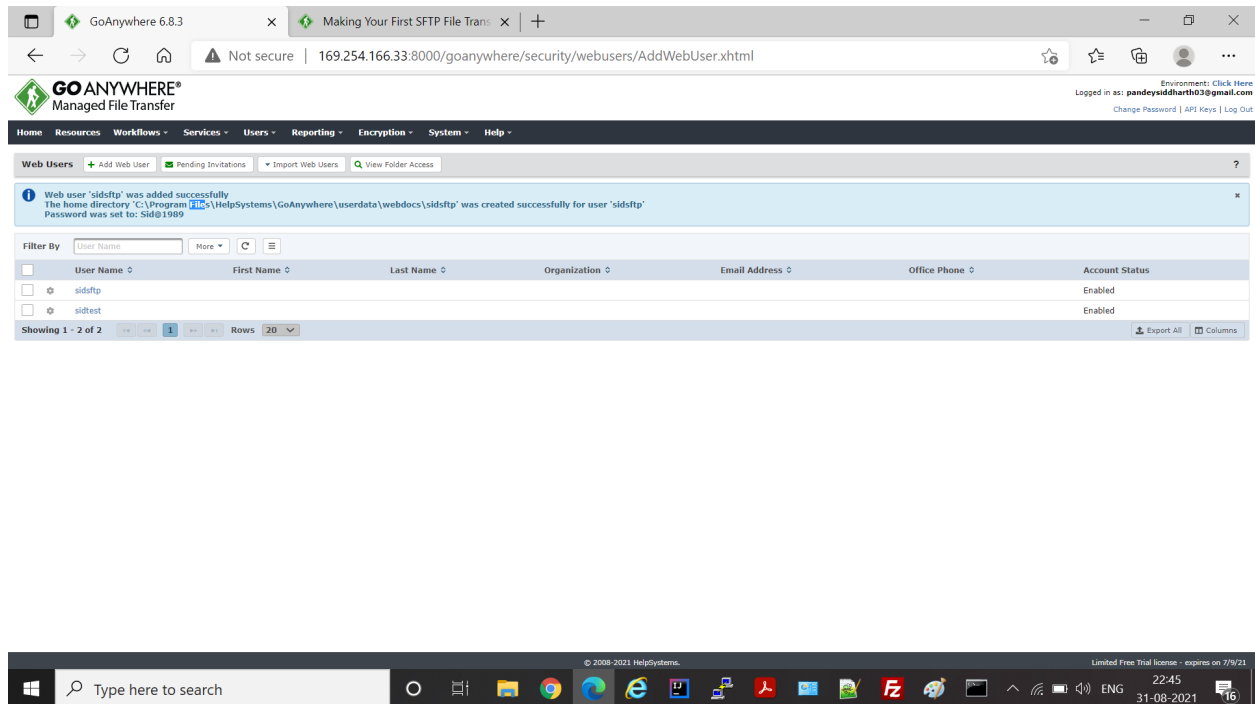 GoAnywhere 6.8.3
Making Your First SFTP File Trans
Not secure | 169.254.166.33:8000/goanywhere/security/webusers/AddWebUser.xhtml
GO ANYWHERE®
Managed File Transfer
Environment: Click Here
Logged in as: pandeysiddharth03@gmail.com
Change Password | API Keys | Log Out
Home Resources Workflows Services Users Reporting Encryption System Help
Web Users Add Web User Pending Invitations Import Web Users View Folder Access ?
Web user 'sidsftp' was added successfully
The home directory 'C:\Program Files\HelpSystems\GoAnywhere\userdata\webdocs\sidsftp' was created successfully for user 'sidsftp'
Password was set to: Sid@1989
Filter By User Name More
User Name First Name Last Name Organization Email Address Office Phone Account Status
sidsftp Enabled
sidtest Enabled
Showing 1 - 2 of 2 1 Rows 20 Export All Columns
© 2008-2021 HelpSystems.
Limited Free Trial license - expires on 7/9/21
Type here to search
ENG
22:45
31-08-2021
16